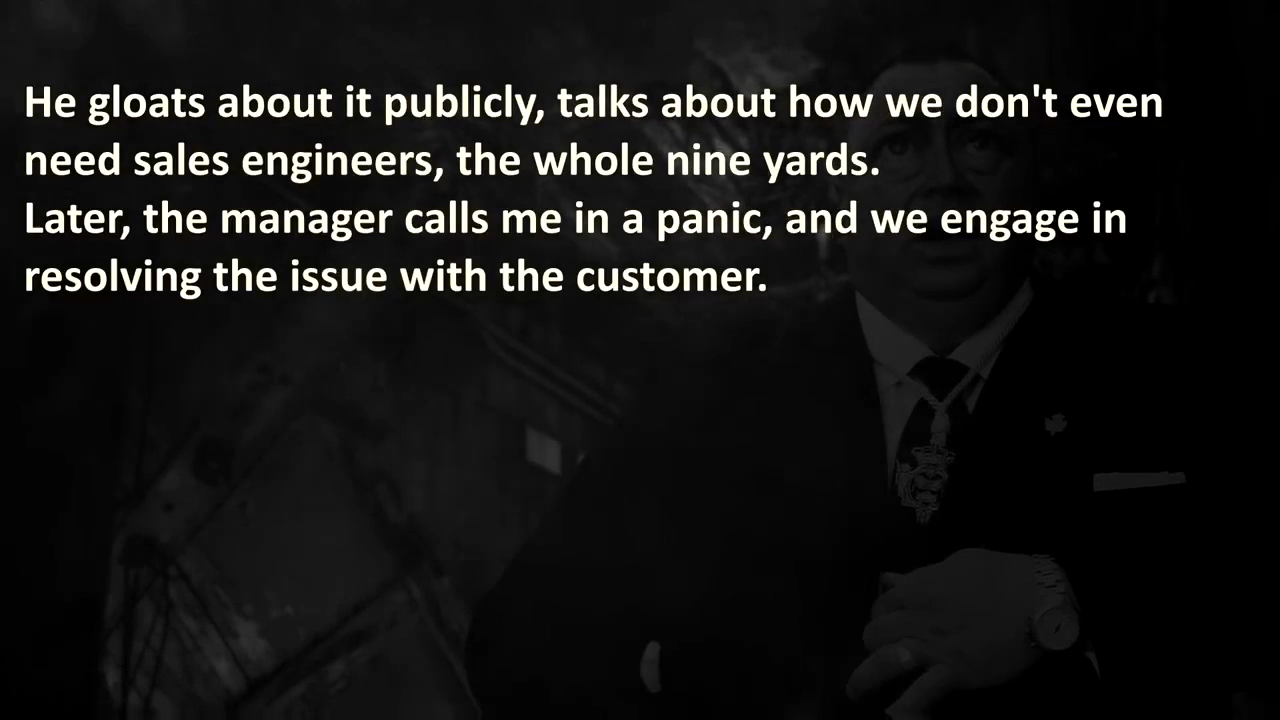 He gloats about it publicly, talks about how we don't even
need sales engineers, the whole nine yards.
Later, the manager calls me in a panic, and we engage in
resolving the issue with the customer.